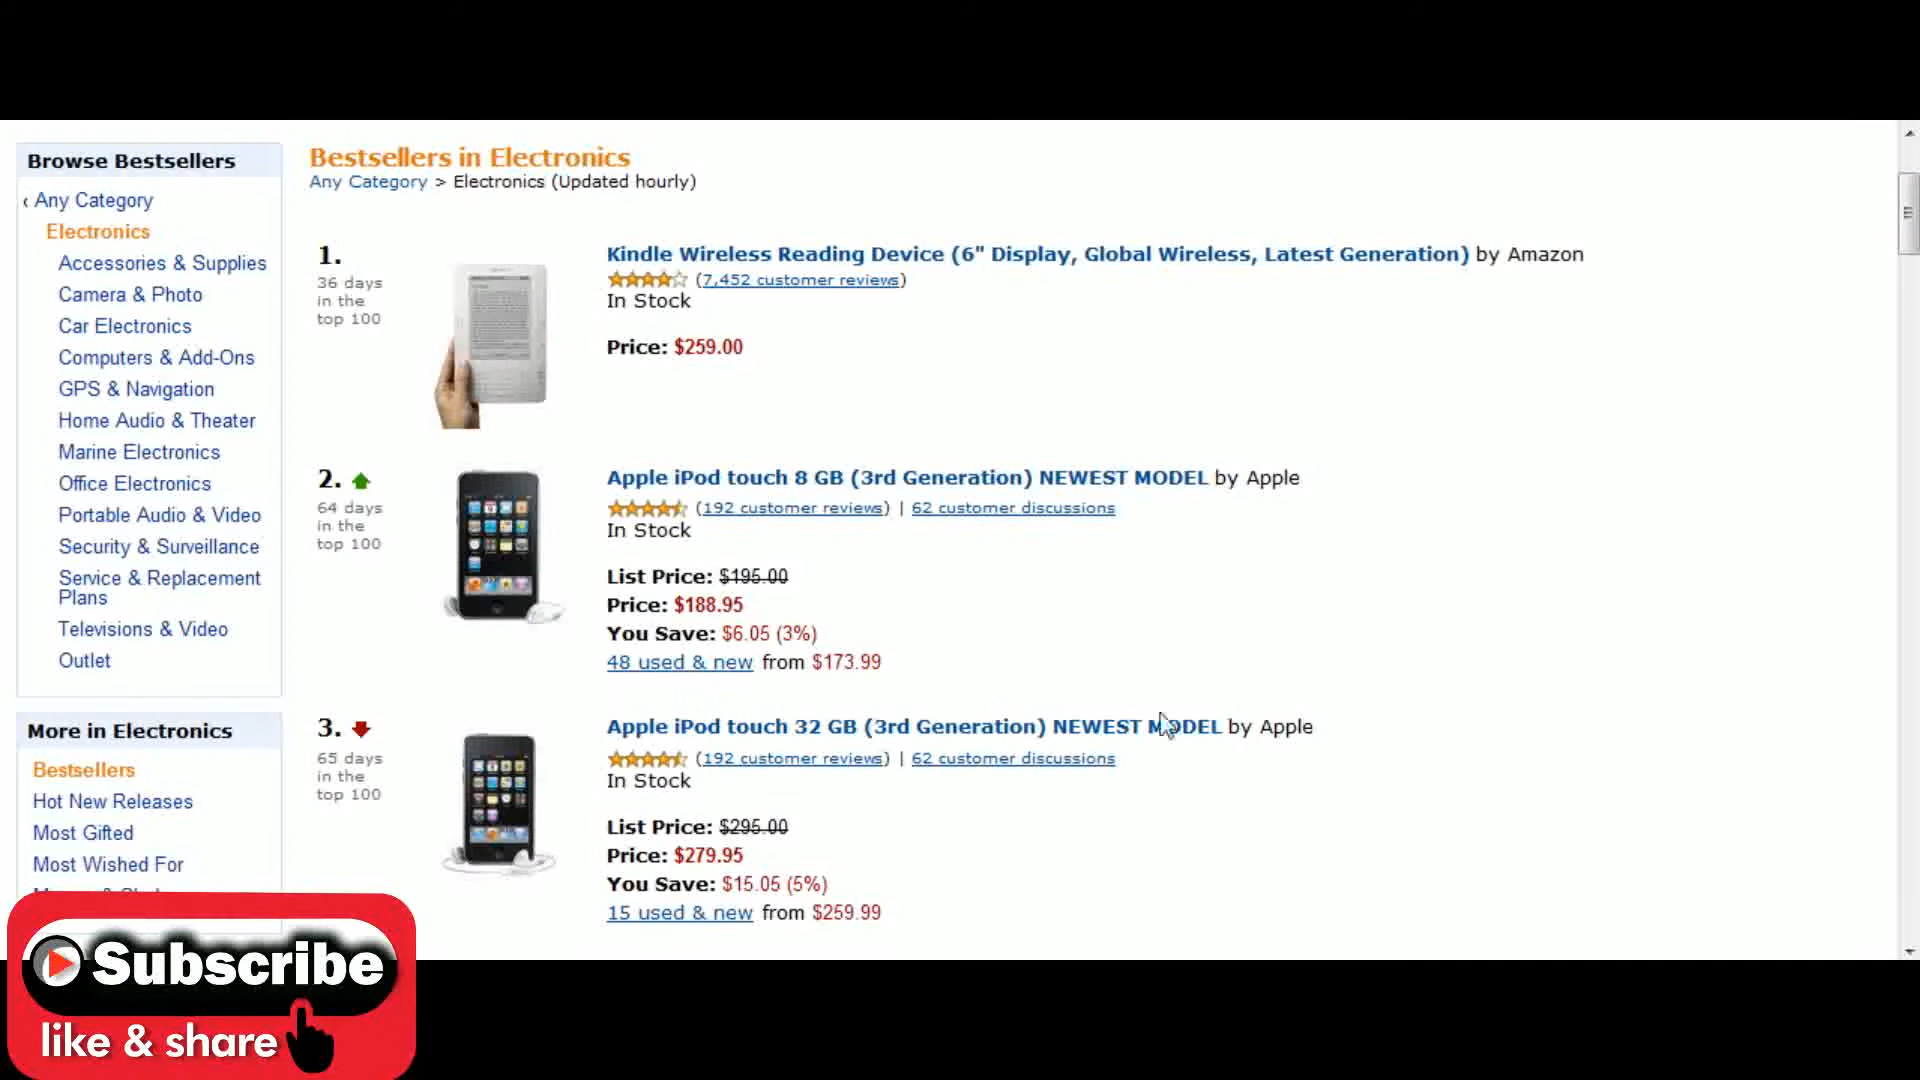 Browse Bestsellers
‹ Any Category
Electronics
Accessories & Supplies
Camera & Photo
Car Electronics
Computers & Add-Ons
GPS & Navigation
Home Audio & Theater
Marine Electronics
Office Electronics
Portable Audio & Video
Security & Surveillance
Service & Replacement
Plans
Televisions & Video
Outlet
More in Electronics
Bestsellers
Hot New Releases
Most Gifted
Most Wished For
Bestsellers in Electronics
Any Category > Electronics (Updated hourly)
1.
36 days
in the
top 100
Kindle Wireless Reading Device (6" Display, Global Wireless, Latest Generation) by Amazon
(7,452 customer reviews)
In Stock
Price: $259.00
2.
64 days
in the
top 100
Apple iPod touch 8 GB (3rd Generation) NEWEST MODEL by Apple
(192 customer reviews) | 62 customer discussions
In Stock
List Price: $195.00
Price: $188.95
You Save: $6.05 (3%)
48 used & new from $173.99
3.
65 days
in the
top 100
Apple iPod touch 32 GB (3rd Generation) NEWEST MODEL by Apple
(192 customer reviews) | 62 customer discussions
In Stock
List Price: $295.00
Price: $279.95
You Save: $15.05 (5%)
15 used & new from $259.99
Subscribe
like & share